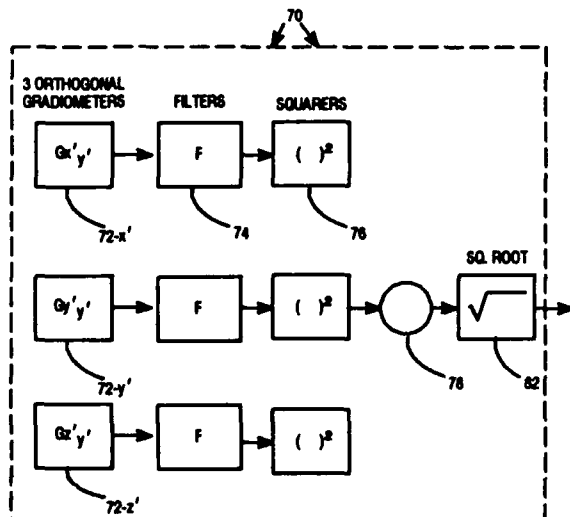 70
3 ORTHOGONAL
GRADIOMETERS
FILTERS
SQUARERS
Gx'y'
F
( )²
72-x'
74
76
SQ. ROOT
Gy'y'
F
( )²
√
72-y'
78
82
Gz'y'
F
( )²
72-z'